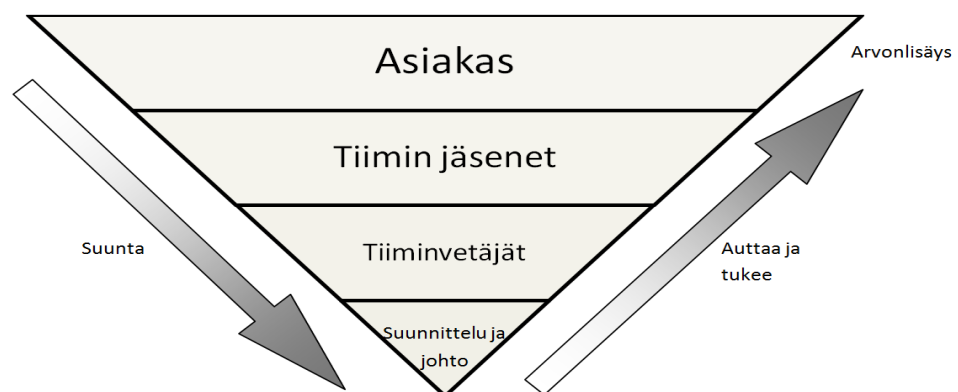 Asiakas
Arvonlisäys
Tiimin jäsenet
Tiiminvetäjät
Suunta
Auttaa ja
tukee
Suunnittelu ja
johto